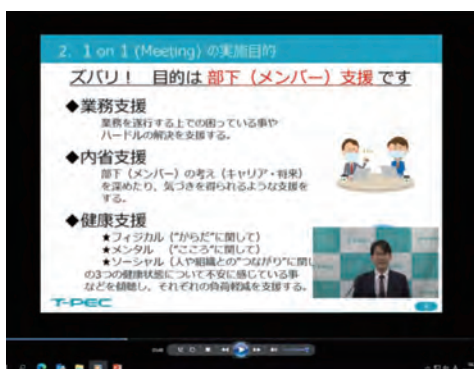 2. 1 on 1 (Meeting) の実施目的
ズバリ! 目的は 部下（メンバー）支援 です
◆業務支援
業務を遂行する上での困っている事や
ハードルの解決を支援する。
◆内省支援
部下（メンバー）の考え（キャリア・将来）
を深めたり、気づきを得られるような支援を
する。
◆健康支援
★フィジカル（"からだ"に関して）
★メンタル（"こころ"に関して）
★ソーシャル（人や組織との"つながり"に関し
の3つの健康状態について不安に感じている事
などを傾聴し、それぞれの負荷軽減を支援する。
T-PEC